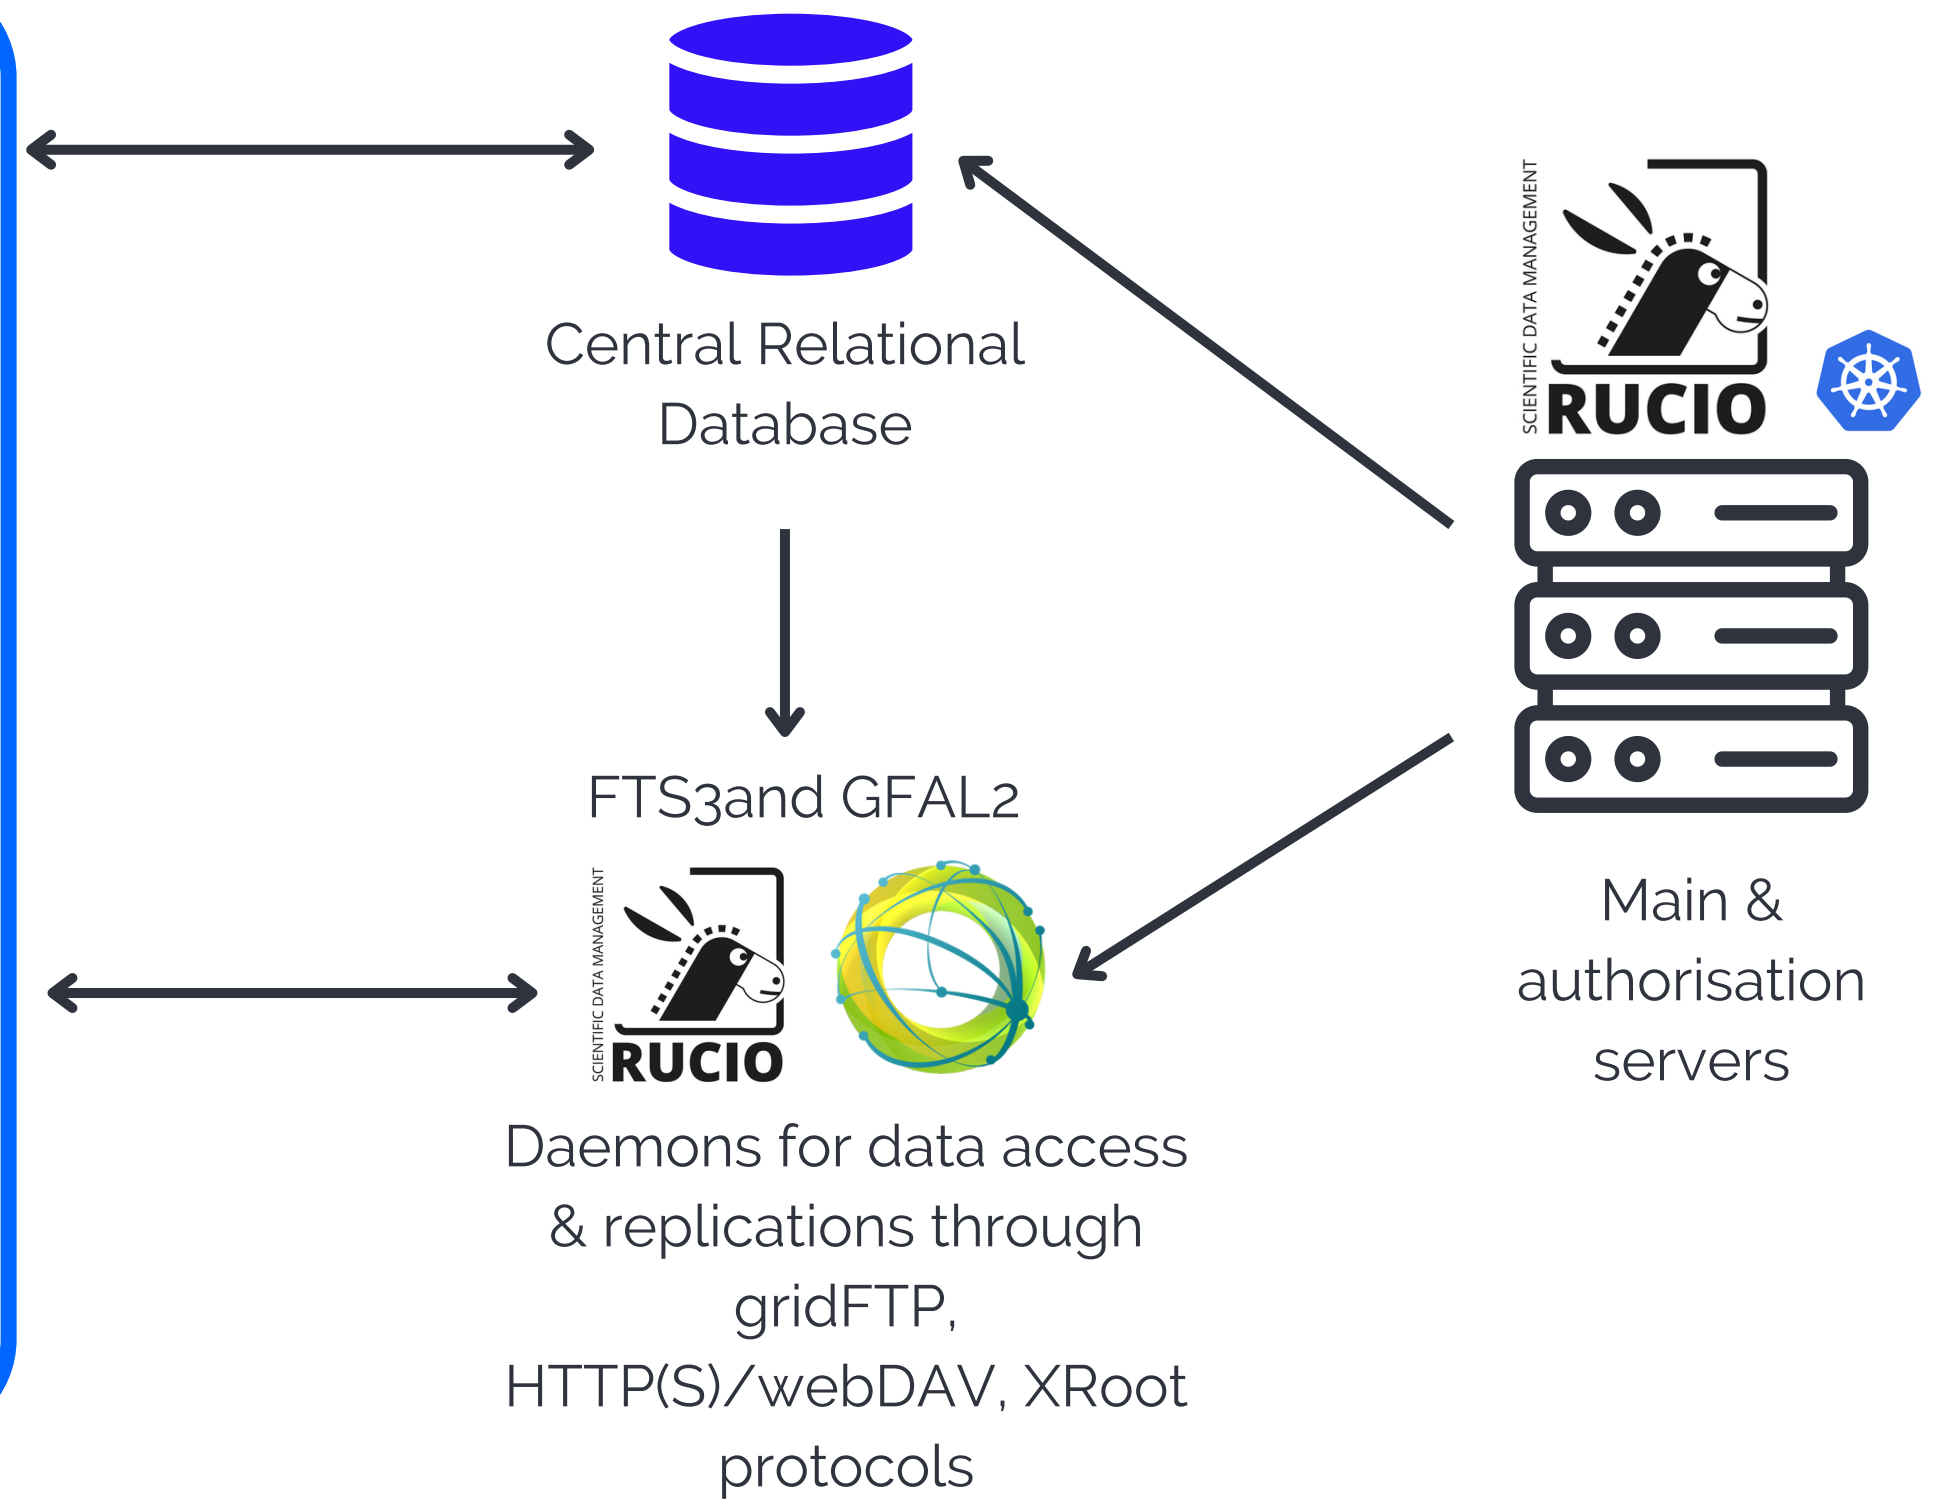 Central Relational
Database
SCIENTIFIC DATA MANAGEMENT
RUCIO
FTS3and GFAL2
SCIENTIFIC DATA MANAGEMENT
RUCIO
Daemons for data access
& replications through
gridFTP,
HTTP(S)/webDAV, XRoot
protocols
Main &
authorisation
servers